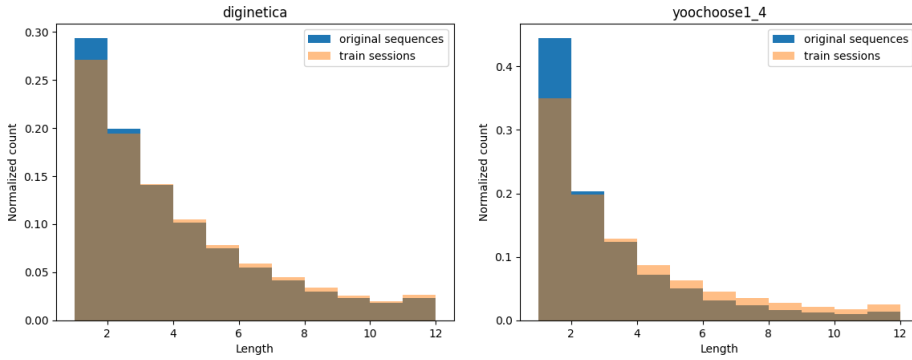 diginetica
0.30
0.25
0.20
0.15
0.10
0.05
0.00
Normalized count
2 4 6 8 10 12
Length
original sequences
train sessions
yoochoose1_4
0.4
0.3
0.2
0.1
0.0
Normalized count
2 4 6 8 10 12
Length
original sequences
train sessions